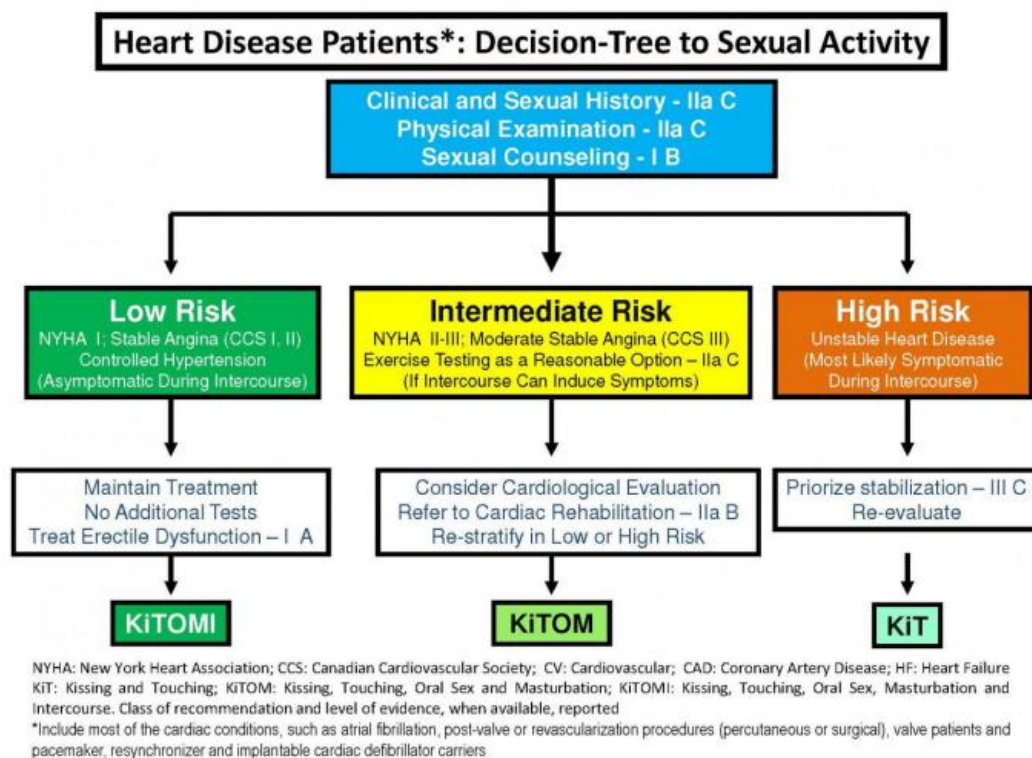 Heart Disease Patients*: Decision-Tree to Sexual Activity
Clinical and Sexual History - IIa C
Physical Examination - IIa C
Sexual Counseling - I B
Low Risk
NYHA I; Stable Angina (CCS I, II)
Controlled Hypertension
(Asymptomatic During Intercourse)
Intermediate Risk
NYHA II-III; Moderate Stable Angina (CCS III)
Exercise Testing as a Reasonable Option – IIa C
(If Intercourse Can Induce Symptoms)
High Risk
Unstable Heart Disease
(Most Likely Symptomatic
During Intercourse)
Maintain Treatment
No Additional Tests
Treat Erectile Dysfunction – I A
Consider Cardiological Evaluation
Refer to Cardiac Rehabilitation – IIa B
Re-stratify in Low or High Risk
Priorize stabilization – III C
Re-evaluate
KiTOMI
KiTOM
KiT
NYHA: New York Heart Association; CCS: Canadian Cardiovascular Society; CV: Cardiovascular; CAD: Coronary Artery Disease; HF: Heart Failure
KiT: Kissing and Touching; KiTOM: Kissing, Touching, Oral Sex and Masturbation; KiTOMI: Kissing, Touching, Oral Sex, Masturbation and
Intercourse. Class of recommendation and level of evidence, when available, reported
*Include most of the cardiac conditions, such as atrial fibrillation, post-valve or revascularization procedures (percutaneous or surgical), valve patients and
pacemaker, resynchronizer and implantable cardiac defibrillator carriers